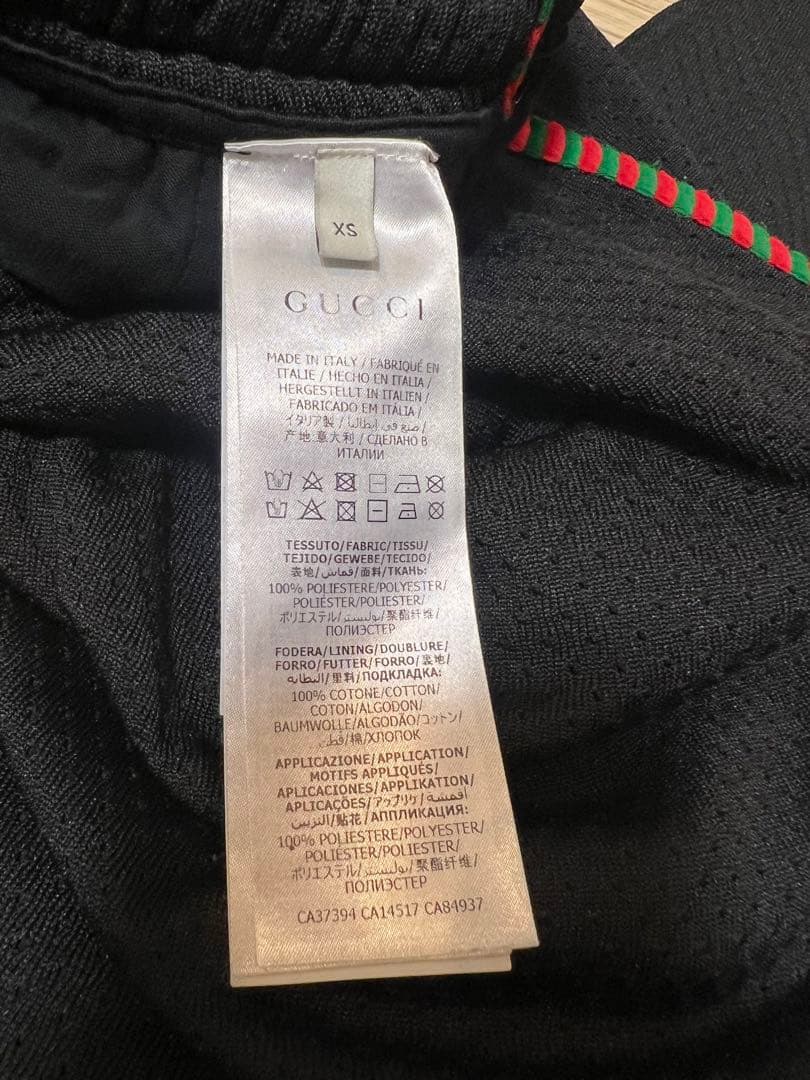 XS
GUCCI
MADE IN ITALY / FABRIQUÉ EN
ITALIE / HECHO EN ITALIA /
HERGESTELLT IN ITALIEN /
FABRICADO EM ITÁLIA /
イタリア製 / صنع في إيطاليا /
产地:意大利 / СДЕЛАНО В
ИТАЛИИ
TESSUTO/FABRIC/TISSU/
TEJIDO/GEWEBE/TECIDO/
表地/قماش/面料/ТКАНЬ:
100% POLIESTERE/POLYESTER/
POLIÉSTER/POLIESTER/
ポリエステル/بوليستر/聚酯纤维/
ПОЛИЭСТЕР
FODERA/LINING/DOUBLURE/
FORRO/FUTTER/FORRO/裏地/
البطانة/里料/ПОДКЛАДКА:
100% COTONE/COTTON/
COTON/ALGODON/
BAUMWOLLE/ALGODÃO/コットン/
قطن/棉/ХЛОПОК
APPLICAZIONE/APPLICATION/
MOTIFS APPLIQUÉS/
APLICACIONES/APPLIKATION/
APLICAÇÕES/アップリケ/أقمشة
التزيين/贴花/АППЛИКАЦИЯ:
100% POLIESTERE/POLYESTER/
POLIÉSTER/POLIESTER/
ポリエステル/بوليستر/聚酯纤维/
ПОЛИЭСТЕР
CA37394 CA14517 CA84937